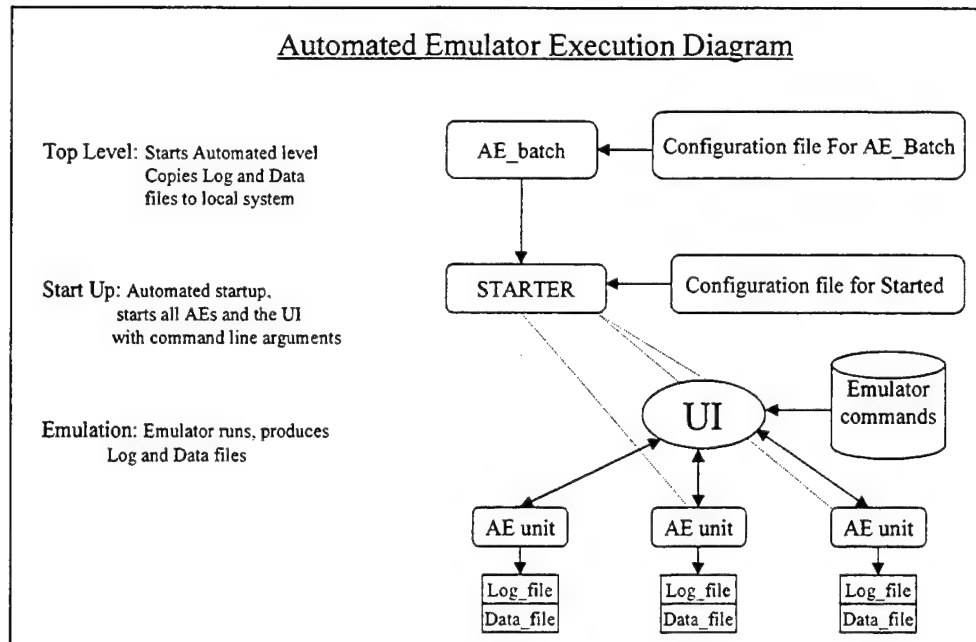 Automated Emulator Execution Diagram
Top Level: Starts Automated level
Copies Log and Data
files to local system
AE_batch
Configuration file For AE_Batch
Start Up: Automated startup,
starts all AEs and the UI
with command line arguments
STARTER
Configuration file for Started
Emulation: Emulator runs, produces
Log and Data files
UI
Emulator
commands
AE unit
AE unit
AE unit
Log_file
Data_file
Log_file
Data_file
Log_file
Data_file